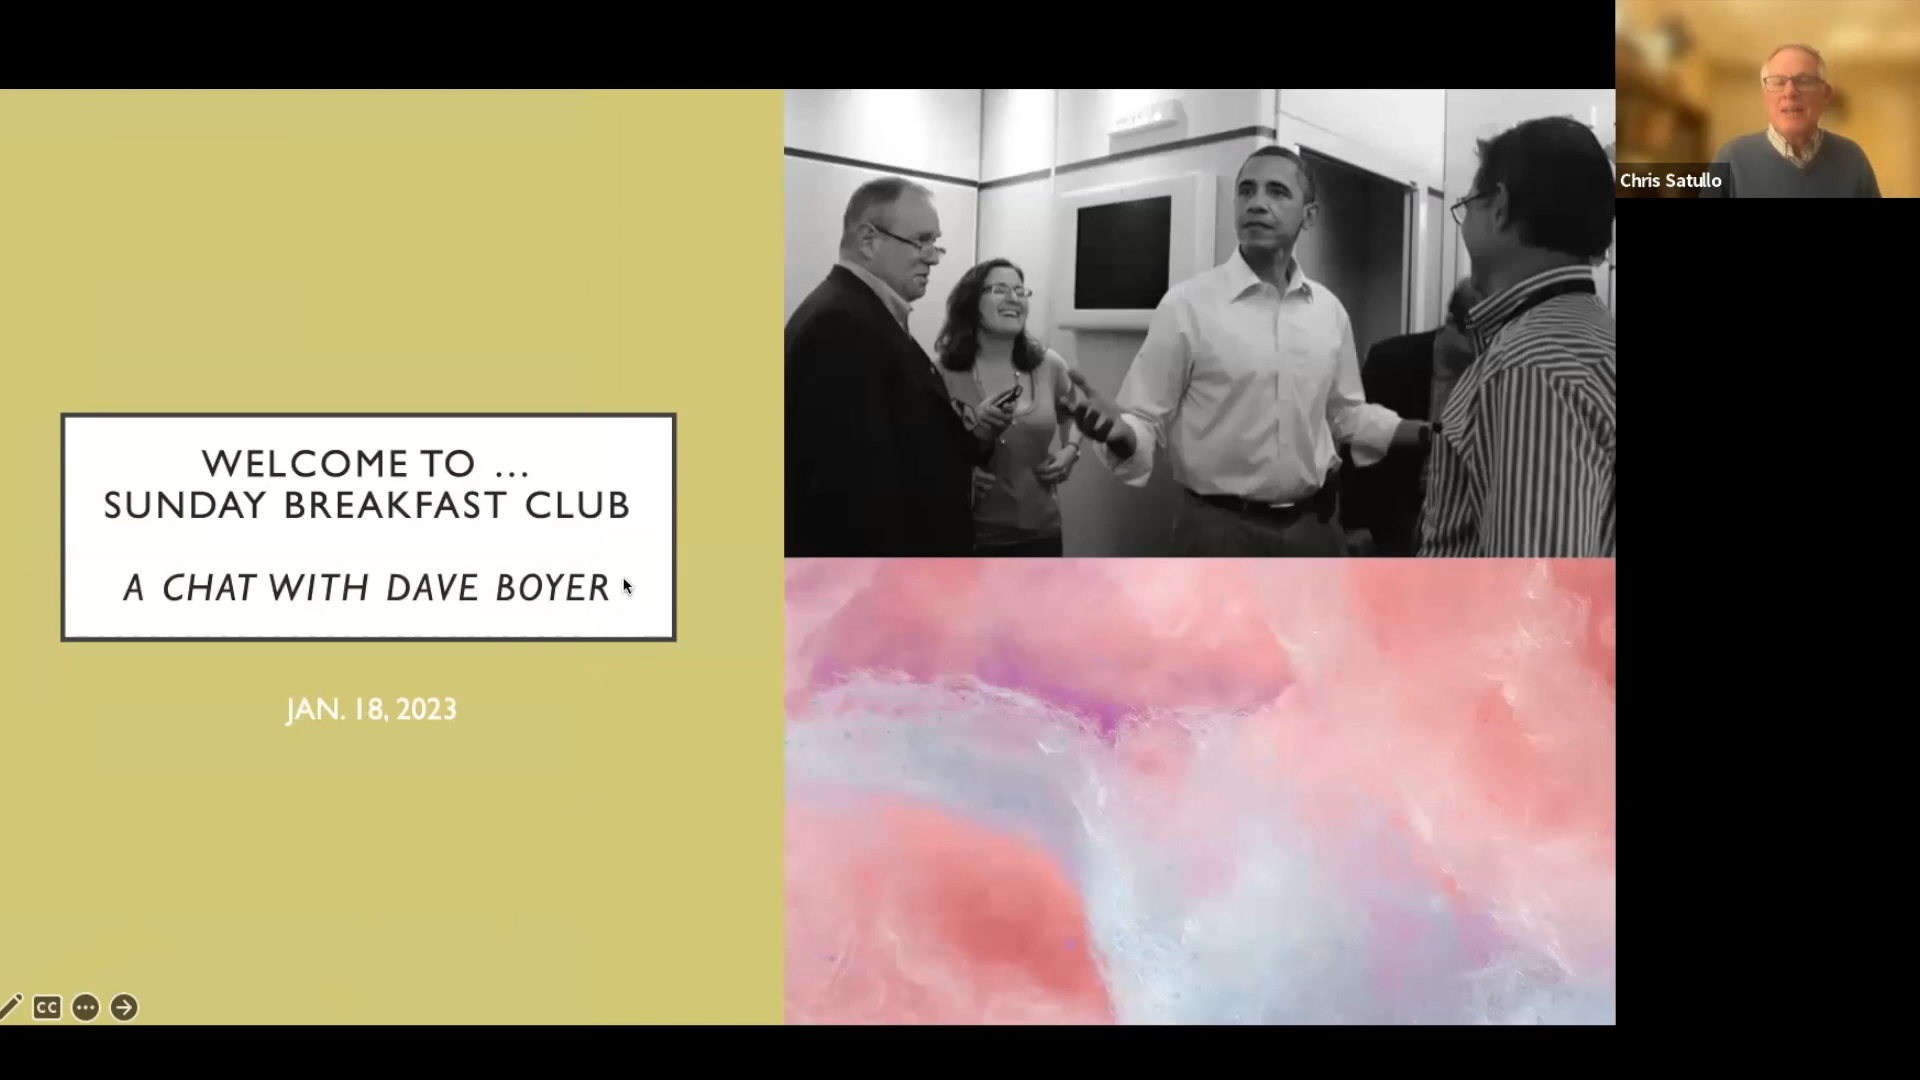 WELCOME TO ...
SUNDAY BREAKFAST CLUB
A CHAT WITH DAVE BOYER
JAN. 18, 2023
Chris Satullo
CC